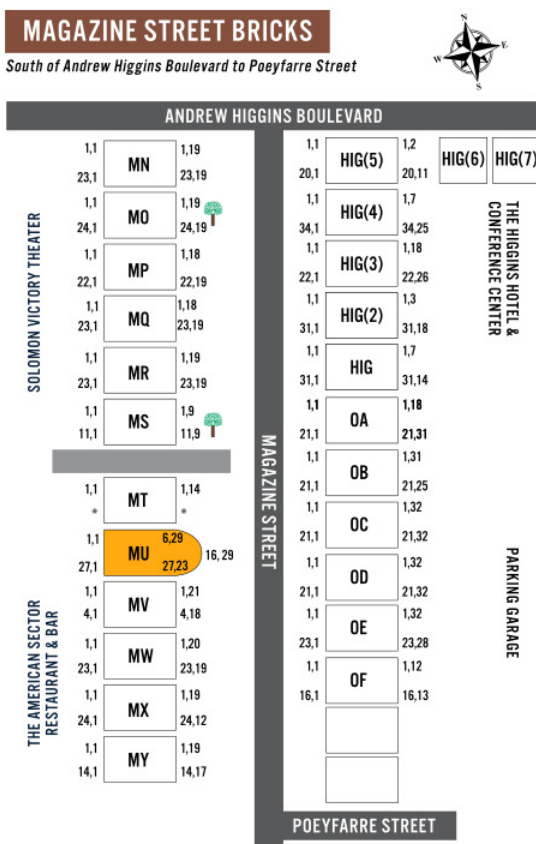 MAGAZINE STREET BRICKS
South of Andrew Higgins Boulevard to Poeyfarre Street
N
W E
S
ANDREW HIGGINS BOULEVARD
SOLOMON VICTORY THEATER
1,1 MN 1,19
23,1 23,19
1,1 MO 1,19
24,1 24,19
1,1 MP 1,18
22,1 22,19
1,1 MQ 1,18
23,1 23,19
1,1 MR 1,19
23,1 23,19
1,1 MS 1,9
11,1 11,9
THE AMERICAN SECTOR
RESTAURANT & BAR
1,1 MT 1,14
* *
1,1 MU 6,29
27,1 27,23 16, 29
1,1 MV 1,21
4,1 4,18
1,1 MW 1,20
23,1 23,19
1,1 MX 1,19
24,1 24,12
1,1 MY 1,19
14,1 14,17
MAGAZINE STREET
1,1 HIG(5) 1,2
20,1 20,11
HIG(6) HIG(7)
1,1 HIG(4) 1,7
34,1 34,25
1,1 HIG(3) 1,18
22,1 22,26
1,1 HIG(2) 1,3
31,1 31,18
1,1 HIG 1,7
31,1 31,14
1,1 OA 1,18
21,1 21,31
1,1 OB 1,31
21,1 21,25
1,1 OC 1,32
21,1 21,32
1,1 OD 1,32
21,1 21,32
1,1 OE 1,32
23,1 23,28
1,1 OF 1,12
16,1 16,13
THE HIGGINS HOTEL &
CONFERENCE CENTER
PARKING GARAGE
POEYFARRE STREET